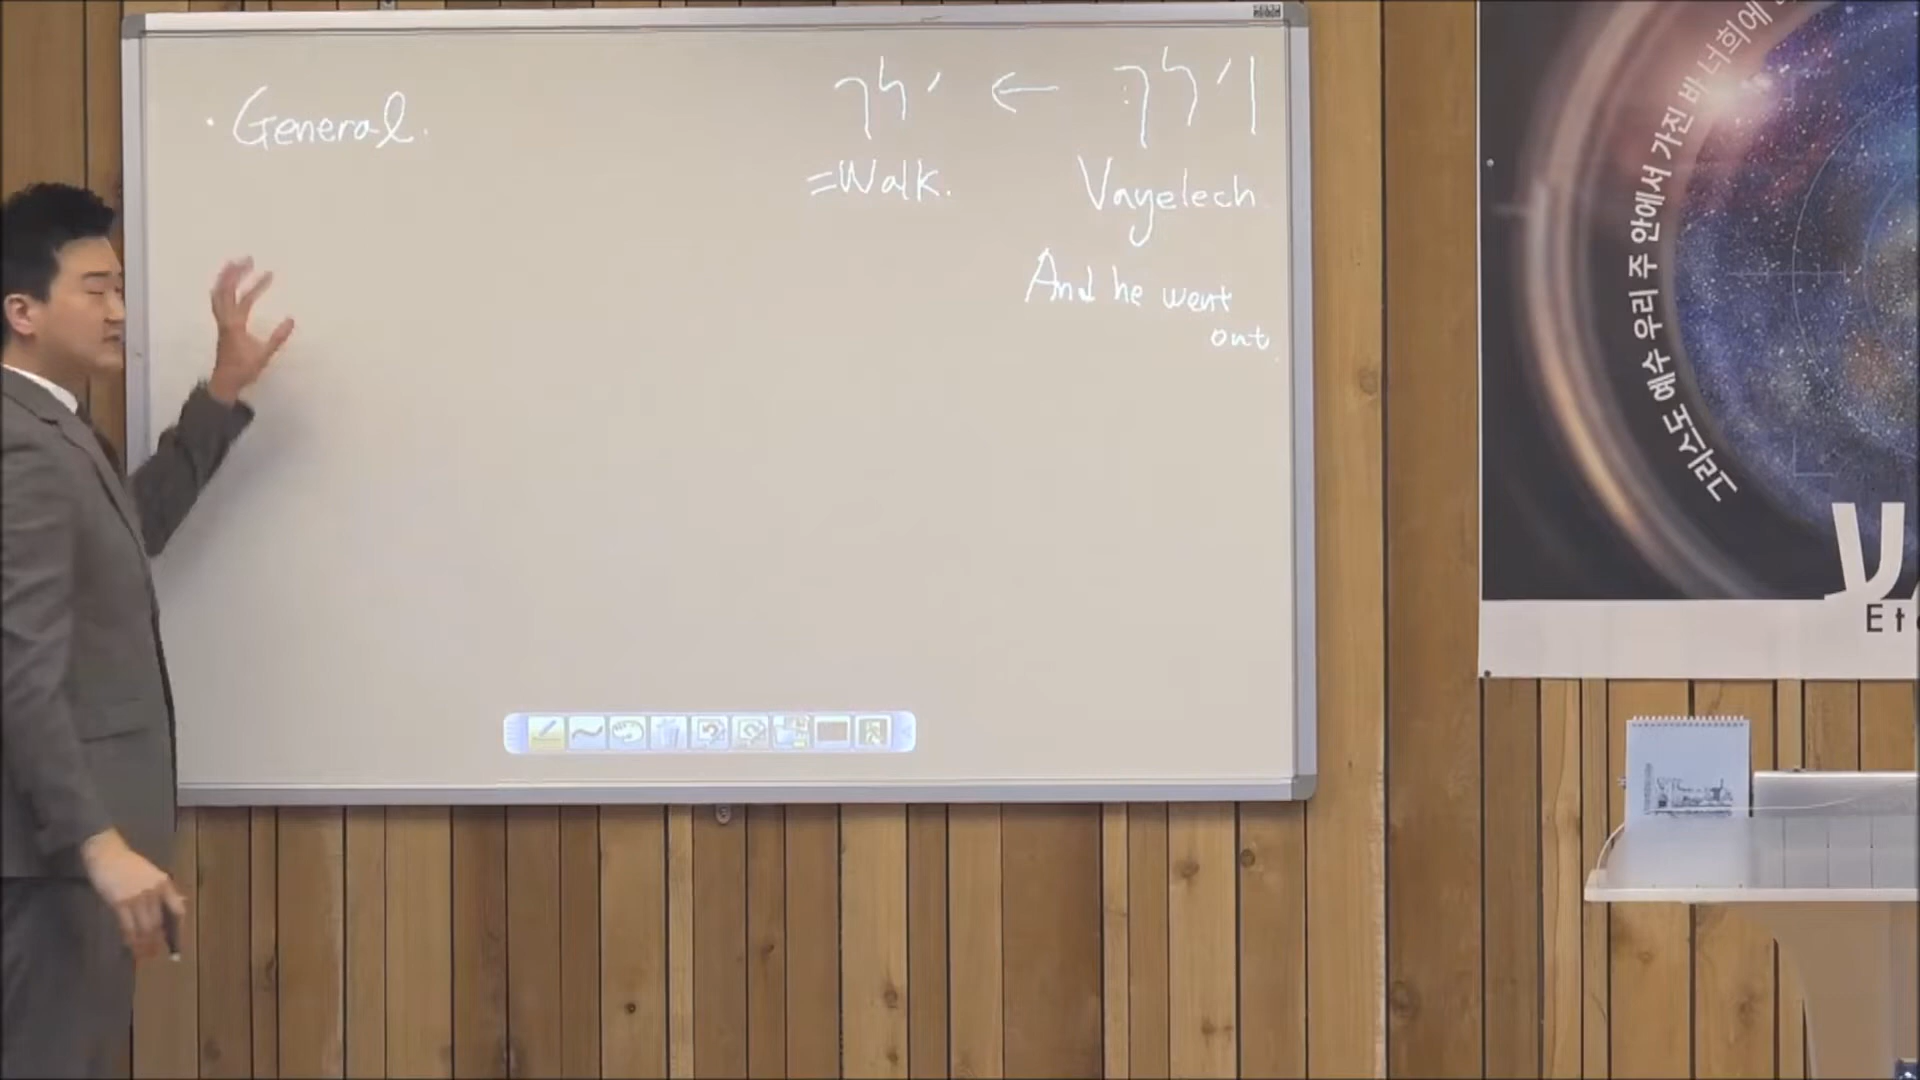 · General.
ילך ← וילך
=Walk. Vayelech
And he went
out
그리스도 예수 우리 주 안에서 가진 바 너희에